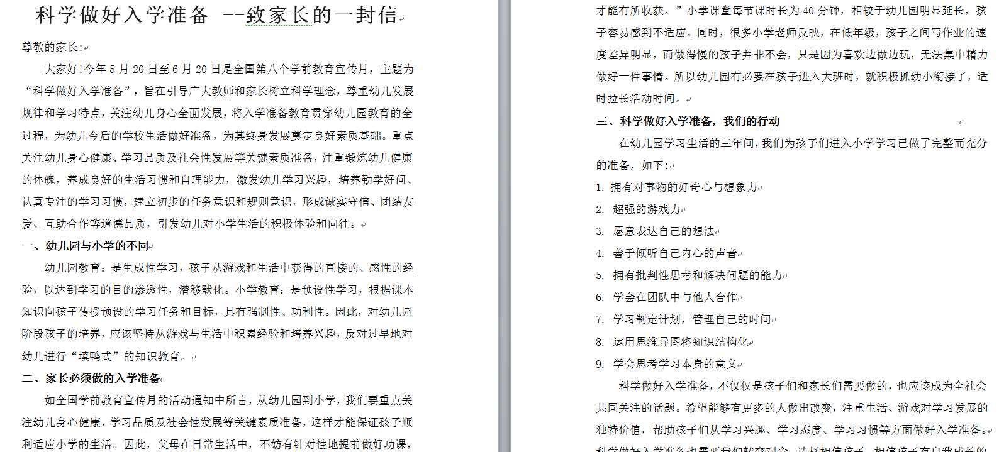 科学做好入学准备 --致家长的一封信
尊敬的家长:
大家好!今年 5 月 20 日至 6 月 20 日是全国第八个学前教育宣传月，主题为
“科学做好入学准备”，旨在引导广大教师和家长树立科学理念，尊重幼儿发展
规律和学习特点，关注幼儿身心全面发展，将入学准备教育贯穿幼儿园教育的全
过程，为幼儿今后的学校生活做好准备，为其终身发展奠定良好素质基础。重点
关注幼儿身心健康、学习品质及社会性发展等关键素质准备，注重锻炼幼儿健康
的体魄，养成良好的生活习惯和自理能力，激发幼儿学习兴趣，培养勤学好问、
认真专注的学习习惯，建立初步的任务意识和规则意识，形成诚实守信、团结友
爱、互助合作等道德品质，引发幼儿对小学生活的积极体验和向往。
一、幼儿园与小学的不同
幼儿园教育：是生成性学习，孩子从游戏和生活中获得的直接的、感性的经
验，以达到学习的目的渗透性，潜移默化。小学教育：是预设性学习，根据课本
知识向孩子传授预设的学习任务和目标，具有强制性、功利性。因此，对幼儿园
阶段孩子的培养，应该坚持从游戏与生活中积累经验和培养兴趣，反对过早地对
幼儿进行“填鸭式”的知识教育。
二、家长必须做的入学准备
如全国学前教育宣传月的活动通知中所言，从幼儿园到小学，我们要重点关
注幼儿身心健康、学习品质及社会性发展等关键素质准备，这样才能保证孩子顺
利适应小学的生活。因此，父母在日常生活中，不妨有针对性地提前做好功课，
才能有所收获。”小学课堂每节课时长为 40 分钟，相较于幼儿园明显延长，孩
子容易感到不适应。同时，很多小学老师反映，在低年级，孩子之间写作业的速
度差异明显，而做得慢的孩子并非不会，只是因为喜欢边做边玩，无法集中精力
做好一件事情。所以幼儿园有必要在孩子进入大班时，就积极抓幼小衔接了，适
时拉长活动时间。
三、科学做好入学准备，我们的行动
在幼儿园学习生活的三年间，我们为孩子们进入小学学习已做了完整而充分
的准备，如下:
1. 拥有对事物的好奇心与想象力
2. 超强的游戏力
3. 愿意表达自己的想法
4. 善于倾听自己内心的声音
5. 拥有批判性思考和解决问题的能力
6. 学会在团队中与他人合作
7. 学习制定计划，管理自己的时间
8. 运用思维导图将知识结构化
9. 学会思考学习本身的意义
科学做好入学准备，不仅仅是孩子们和家长们需要做的，也应该成为全社会
共同关注的话题。希望能够有更多的人做出改变，注重生活、游戏对学习发展的
独特价值，帮助孩子们从学习兴趣、学习态度、学习习惯等方面做好入学准备。
科学做好入学准备也需要我们转变观念，选择相信孩子，相信孩子有自我成长的